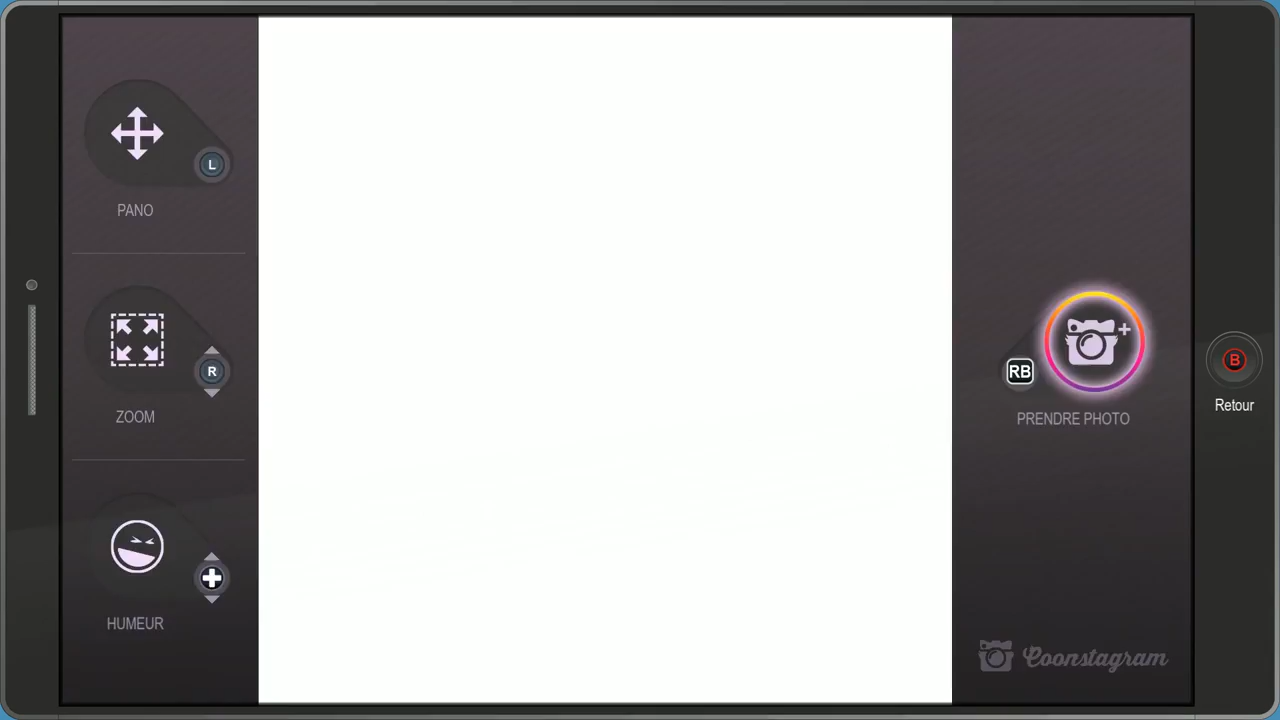 L
PANO
R
ZOOM
HUMEUR
RB
PRENDRE PHOTO
B
Retour
Coonstagram